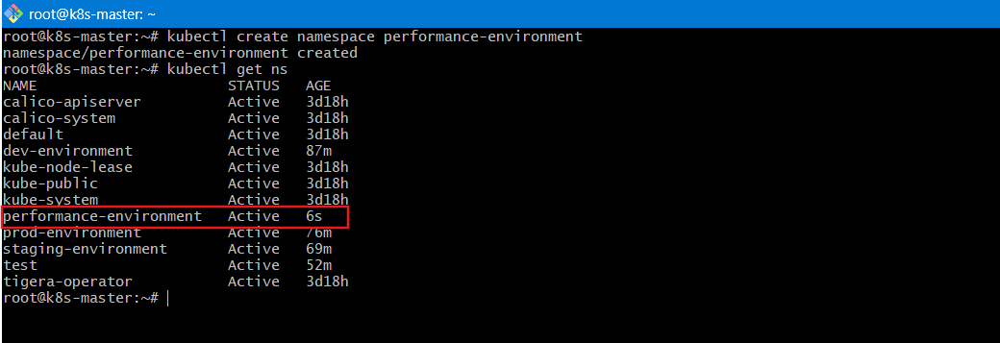 root@k8s-master: ~
root@k8s-master:~# kubectl create namespace performance-environment
namespace/performance-environment created
root@k8s-master:~# kubectl get ns
NAME                      STATUS   AGE
calico-apiserver          Active   3d18h
calico-system             Active   3d18h
default                   Active   3d18h
dev-environment           Active   87m
kube-node-lease           Active   3d18h
kube-public               Active   3d18h
kube-system               Active   3d18h
performance-environment   Active   6s
prod-environment          Active   76m
staging-environment       Active   69m
test                      Active   52m
tigera-operator           Active   3d18h
root@k8s-master:~#